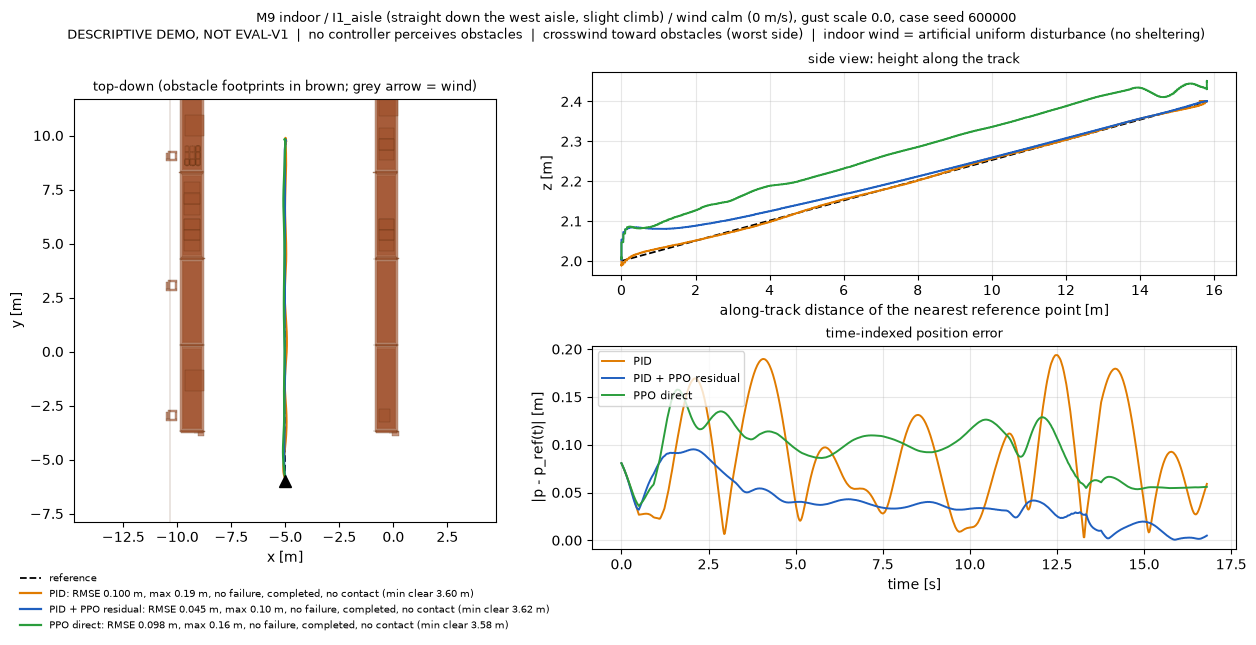 M9 indoor / I1_aisle (straight down the west aisle, slight climb) / wind calm (0 m/s), gust scale 0.0, case seed 600000
DESCRIPTIVE DEMO, NOT EVAL-V1 | no controller perceives obstacles | crosswind toward obstacles (worst side) | indoor wind = artificial uniform disturbance (no sheltering)
top-down (obstacle footprints in brown; grey arrow = wind)
10.0
7.5
5.0
2.5
0.0
−2.5
−5.0
−7.5
y [m]
−12.5 −10.0 −7.5 −5.0 −2.5 0.0 2.5
x [m]
side view: height along the track
2.4
2.3
2.2
2.1
2.0
z [m]
0 2 4 6 8 10 12 14 16
along-track distance of the nearest reference point [m]
time-indexed position error
0.20
0.15
0.10
0.05
0.00
|p - p_ref(t)| [m]
PID
PID + PPO residual
PPO direct
0.0 2.5 5.0 7.5 10.0 12.5 15.0 17.5
time [s]
reference
PID: RMSE 0.100 m, max 0.19 m, no failure, completed, no contact (min clear 3.60 m)
PID + PPO residual: RMSE 0.045 m, max 0.10 m, no failure, completed, no contact (min clear 3.62 m)
PPO direct: RMSE 0.098 m, max 0.16 m, no failure, completed, no contact (min clear 3.58 m)